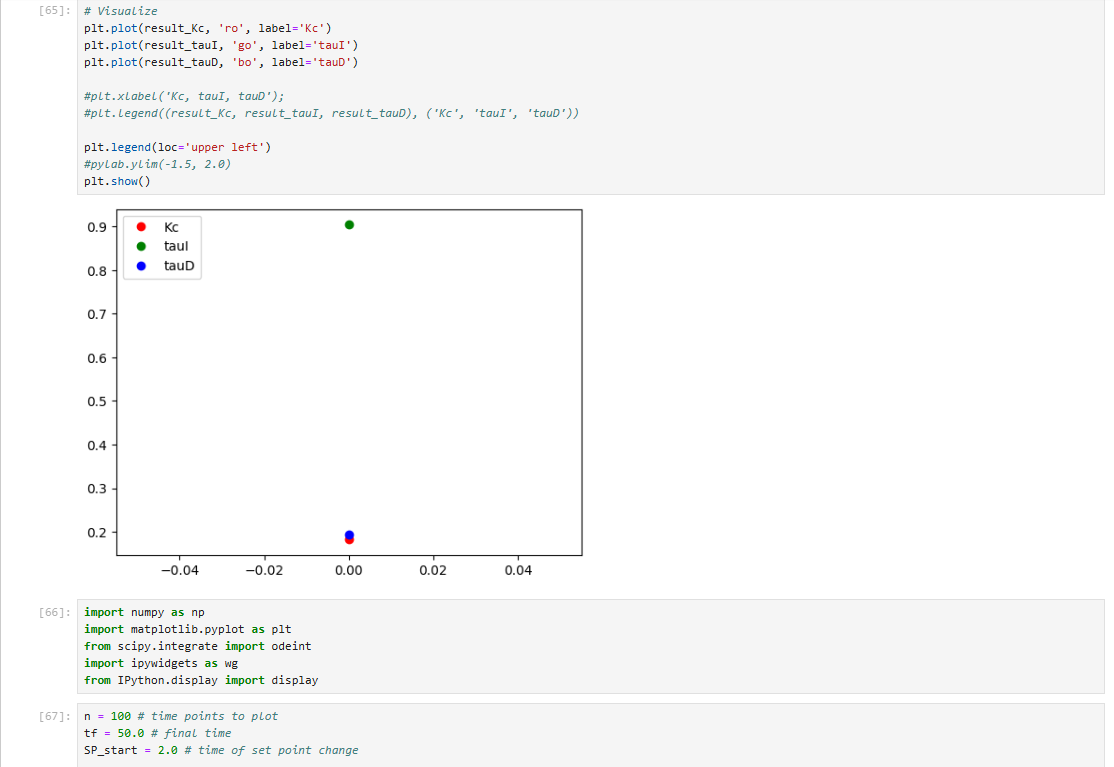 [65]: # Visualize
plt.plot(result_Kc, 'ro', label='Kc')
plt.plot(result_tauI, 'go', label='tauI')
plt.plot(result_tauD, 'bo', label='tauD')
#plt.xlabel('Kc, tauI, tauD');
#plt.legend((result_Kc, result_tauI, result_tauD), ('Kc', 'tauI', 'tauD'))
plt.legend(loc='upper left')
#pylab.ylim(-1.5, 2.0)
plt.show()
Kc
tauI
tauD
0.9
0.8
0.7
0.6
0.5
0.4
0.3
0.2
−0.04 −0.02 0.00 0.02 0.04
[66]: import numpy as np
import matplotlib.pyplot as plt
from scipy.integrate import odeint
import ipywidgets as wg
from IPython.display import display
[67]: n = 100 # time points to plot
tf = 50.0 # final time
SP_start = 2.0 # time of set point change